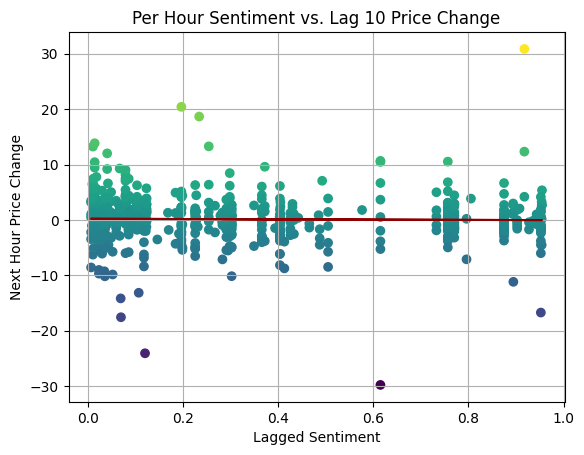 Per Hour Sentiment vs. Lag 10 Price Change
Next Hour Price Change
30
20
10
0
−10
−20
−30
0.0 0.2 0.4 0.6 0.8 1.0
Lagged Sentiment